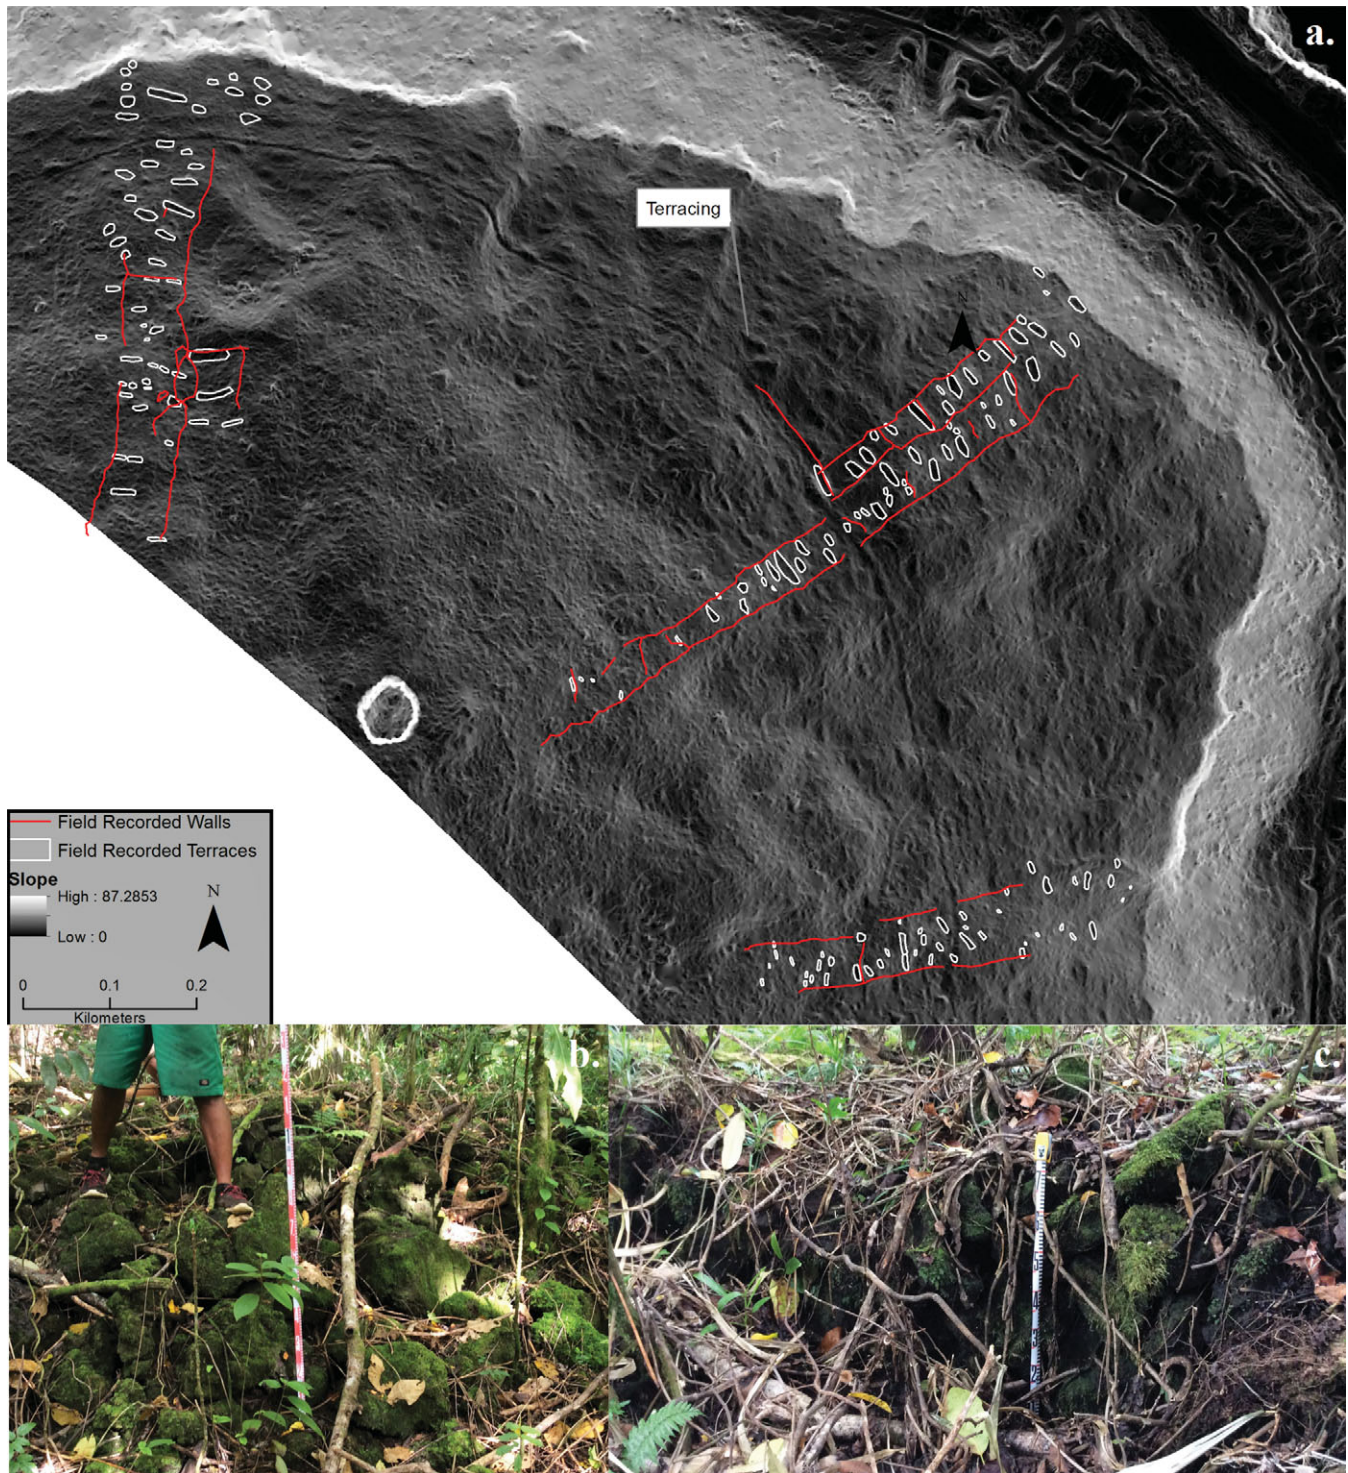 a.
Terracing
N
Field Recorded Walls
Field Recorded Terraces
Slope
High : 87.2853
N
Low : 0
0 0.1 0.2
Kilometers
b.
c.